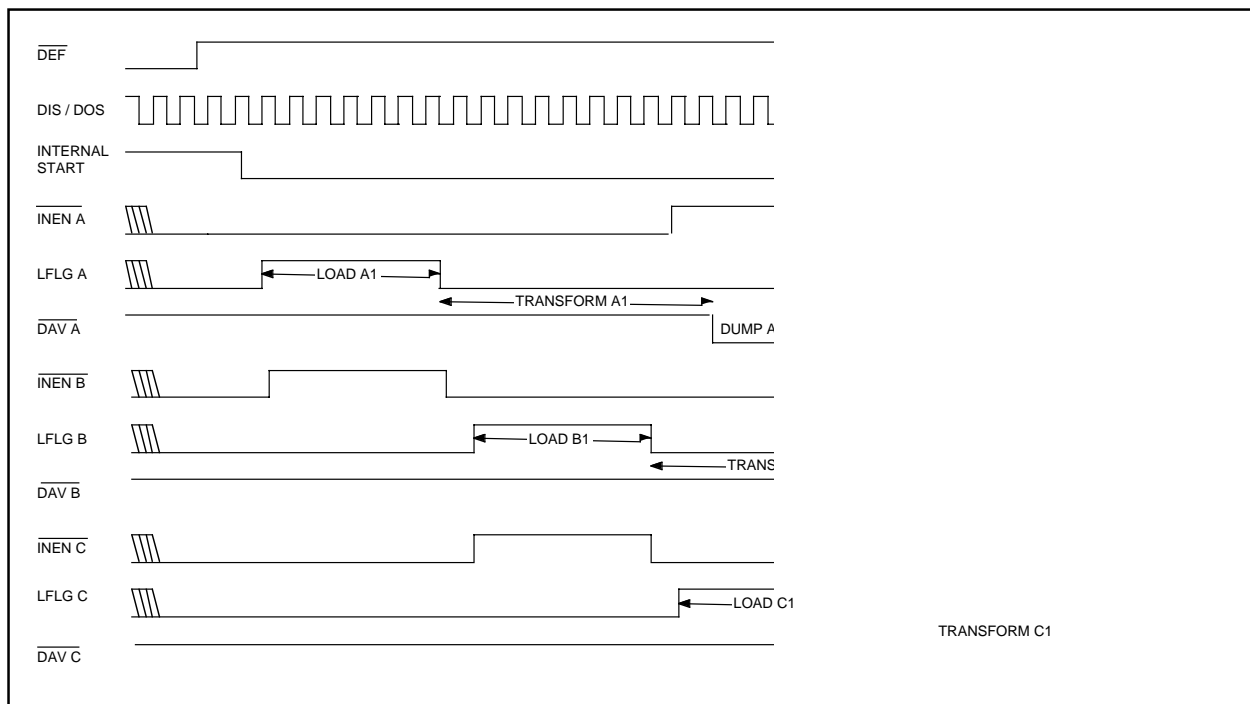 DEF
DIS / DOS
INTERNAL
START
INEN A
LFLG A
LOAD A1
TRANSFORM A1
DAV A
DUMP A
INEN B
LFLG B
LOAD B1
TRANS
DAV B
INEN C
LFLG C
LOAD C1
TRANSFORM C1
DAV C